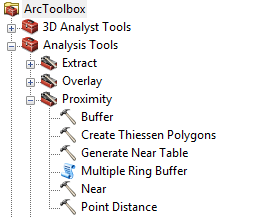 ArcToolbox
3D Analyst Tools
Analysis Tools
Extract
Overlay
Proximity
Buffer
Create Thiessen Polygons
Generate Near Table
Multiple Ring Buffer
Near
Point Distance